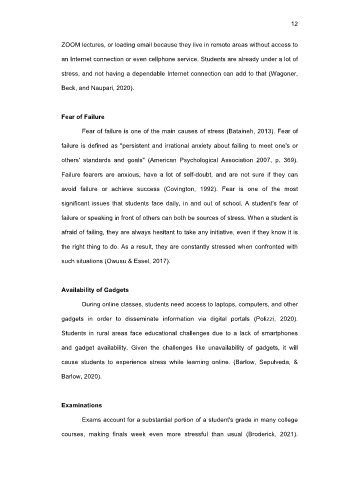 12
ZOOM lectures, or loading email because they live in remote areas without access to
an Internet connection or even cellphone service. Students are already under a lot of
stress, and not having a dependable Internet connection can add to that (Wagoner,
Beck, and Naupari, 2020).
Fear of Failure
Fear of failure is one of the main causes of stress (Bataineh, 2013). Fear of
failure is defined as "persistent and irrational anxiety about failing to meet one's or
others' standards and goals" (American Psychological Association 2007, p. 369).
Failure fearers are anxious, have a lot of self-doubt, and are not sure if they can
avoid failure or achieve success (Covington, 1992). Fear is one of the most
significant issues that students face daily, in and out of school. A student's fear of
failure or speaking in front of others can both be sources of stress. When a student is
afraid of failing, they are always hesitant to take any initiative, even if they know it is
the right thing to do. As a result, they are constantly stressed when confronted with
such situations (Owusu & Essel, 2017).
Availability of Gadgets
During online classes, students need access to laptops, computers, and other
gadgets in order to disseminate information via digital portals (Polizzi, 2020).
Students in rural areas face educational challenges due to a lack of smartphones
and gadget availability. Given the challenges like unavailability of gadgets, it will
cause students to experience stress while learning online. (Barlow, Sepulveda, &
Barlow, 2020).
Examinations
Exams account for a substantial portion of a student's grade in many college
courses, making finals week even more stressful than usual (Broderick, 2021).